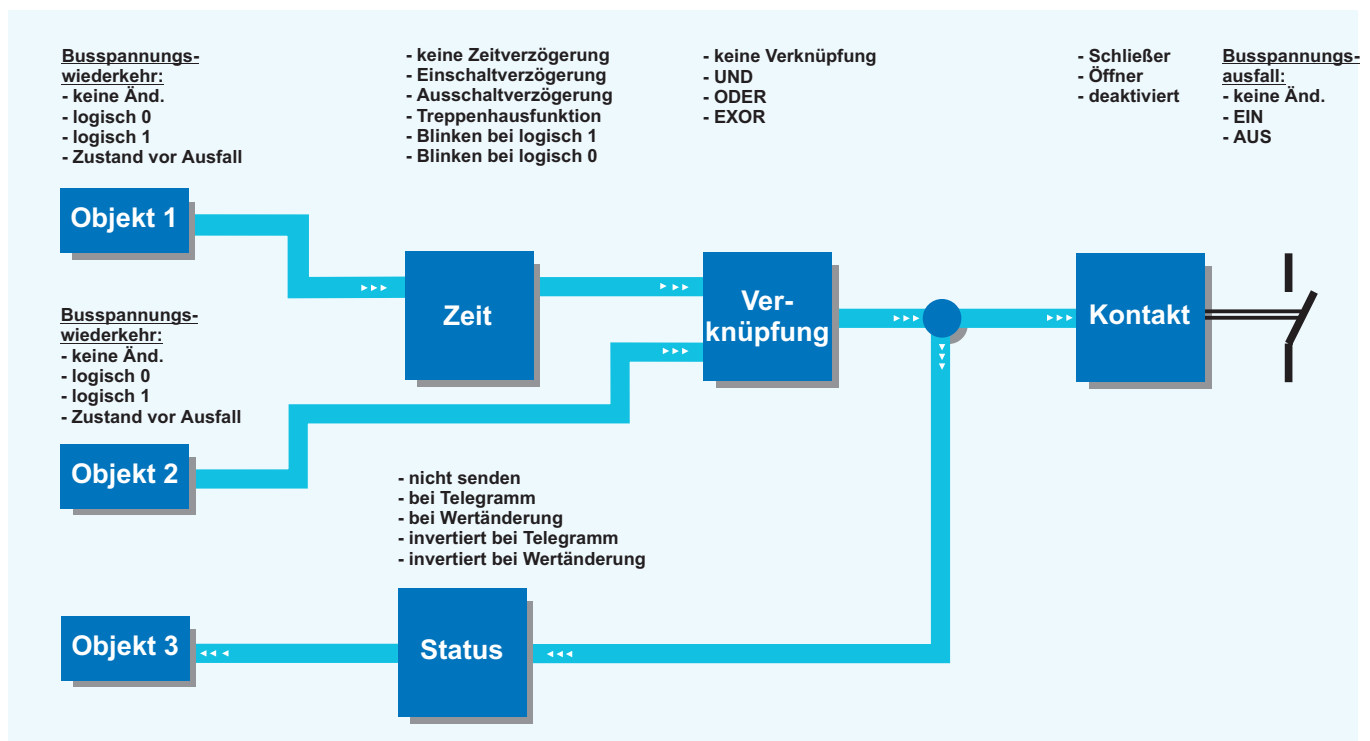 Busspannungs-
wiederkehr:
- keine Änd.
- logisch 0
- logisch 1
- Zustand vor Ausfall
- keine Zeitverzögerung
- Einschaltverzögerung
- Ausschaltverzögerung
- Treppenhausfunktion
- Blinken bei logisch 1
- Blinken bei logisch 0
- keine Verknüpfung
- UND
- ODER
- EXOR
- Schließer
- Öffner
- deaktiviert
Busspannungs-
ausfall:
- keine Änd.
- EIN
- AUS
Objekt 1
Zeit
Ver-
knüpfung
Kontakt
Busspannungs-
wiederkehr:
- keine Änd.
- logisch 0
- logisch 1
- Zustand vor Ausfall
Objekt 2
- nicht senden
- bei Telegramm
- bei Wertänderung
- invertiert bei Telegramm
- invertiert bei Wertänderung
Objekt 3
Status